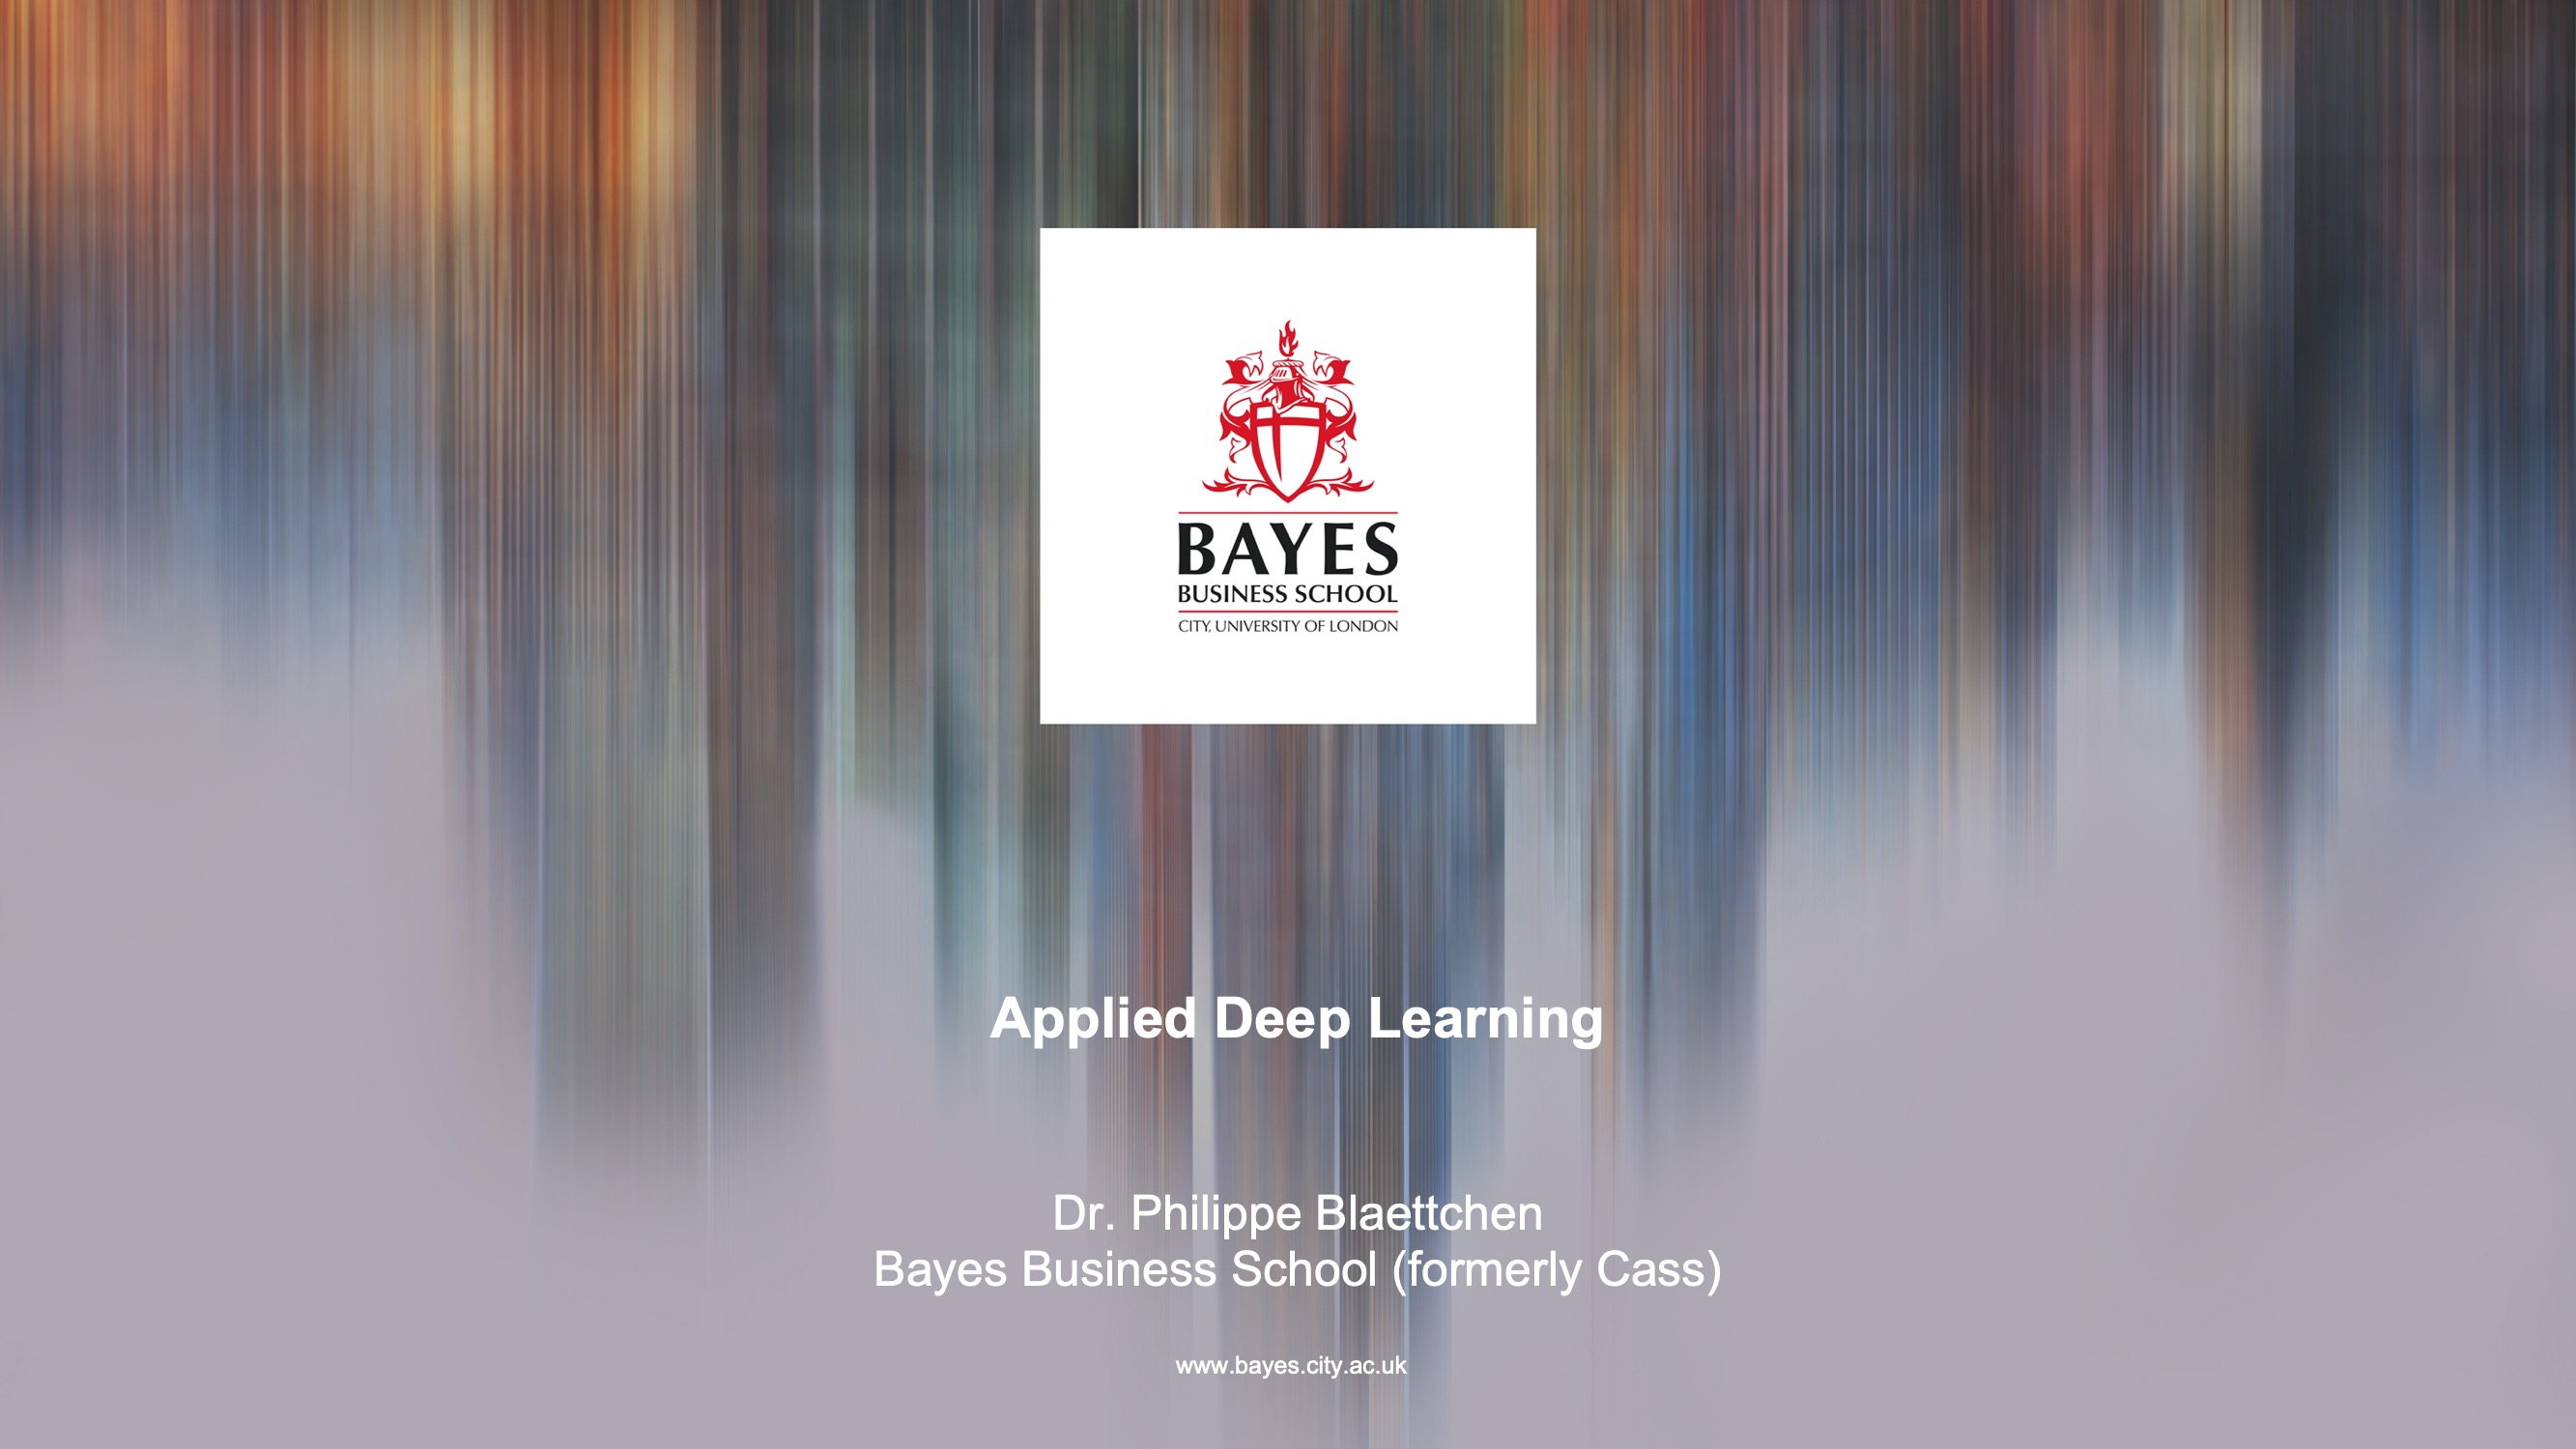 BAYES
BUSINESS SCHOOL
CITY, UNIVERSITY OF LONDON
Applied Deep Learning
Dr. Philippe Blaettchen
Bayes Business School (formerly Cass)
www.bayes.city.ac.uk